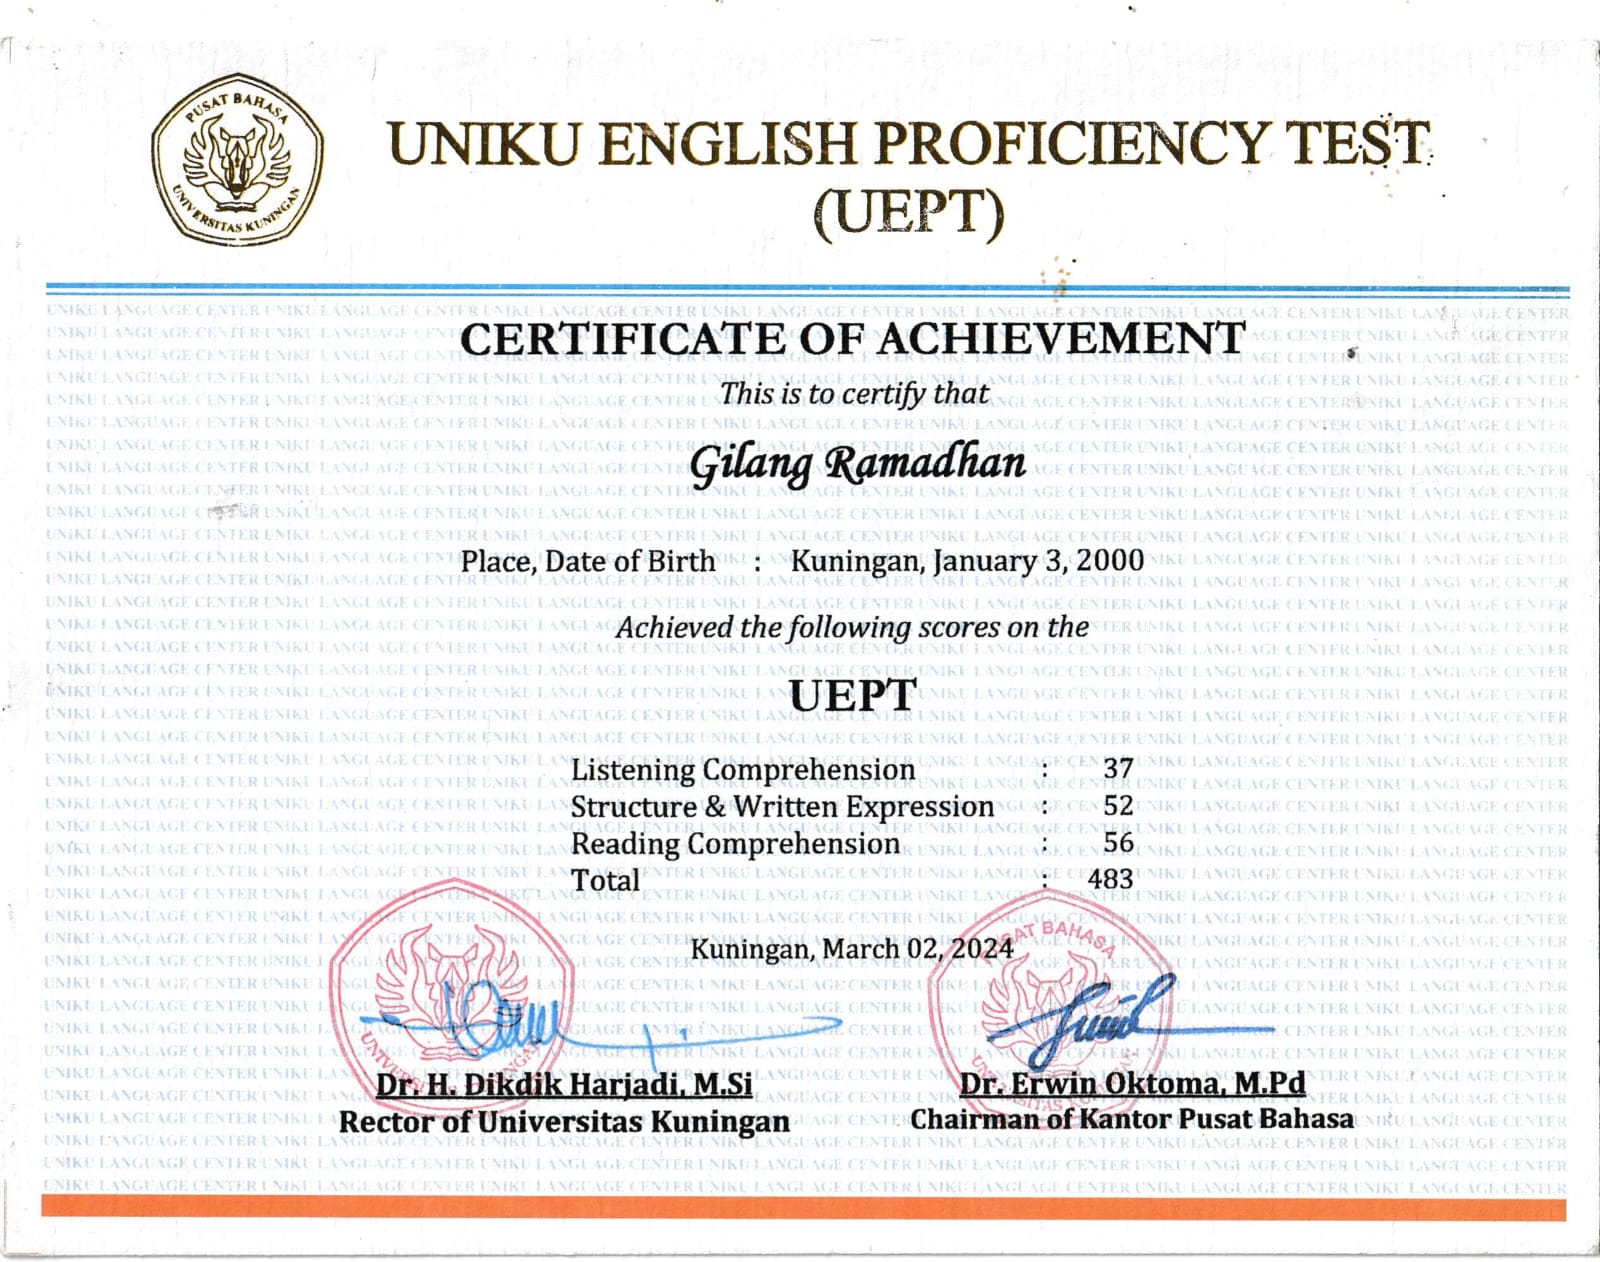 PUSAT BAHASA
UNIVERSITAS KUNINGAN
UNIKU ENGLISH PROFICIENCY TEST
(UEPT)
CERTIFICATE OF ACHIEVEMENT
This is to certify that
Gilang Ramadhan
Place, Date of Birth : Kuningan, January 3, 2000
Achieved the following scores on the
UEPT
Listening Comprehension : 37
Structure & Written Expression : 52
Reading Comprehension : 56
Total : 483
Kuningan, March 02, 2024
PUSAT BAHASA
Dr. H. Dikdik Harjadi, M.Si
Rector of Universitas Kuningan
Dr. Erwin Oktoma, M.Pd
Chairman of Kantor Pusat Bahasa